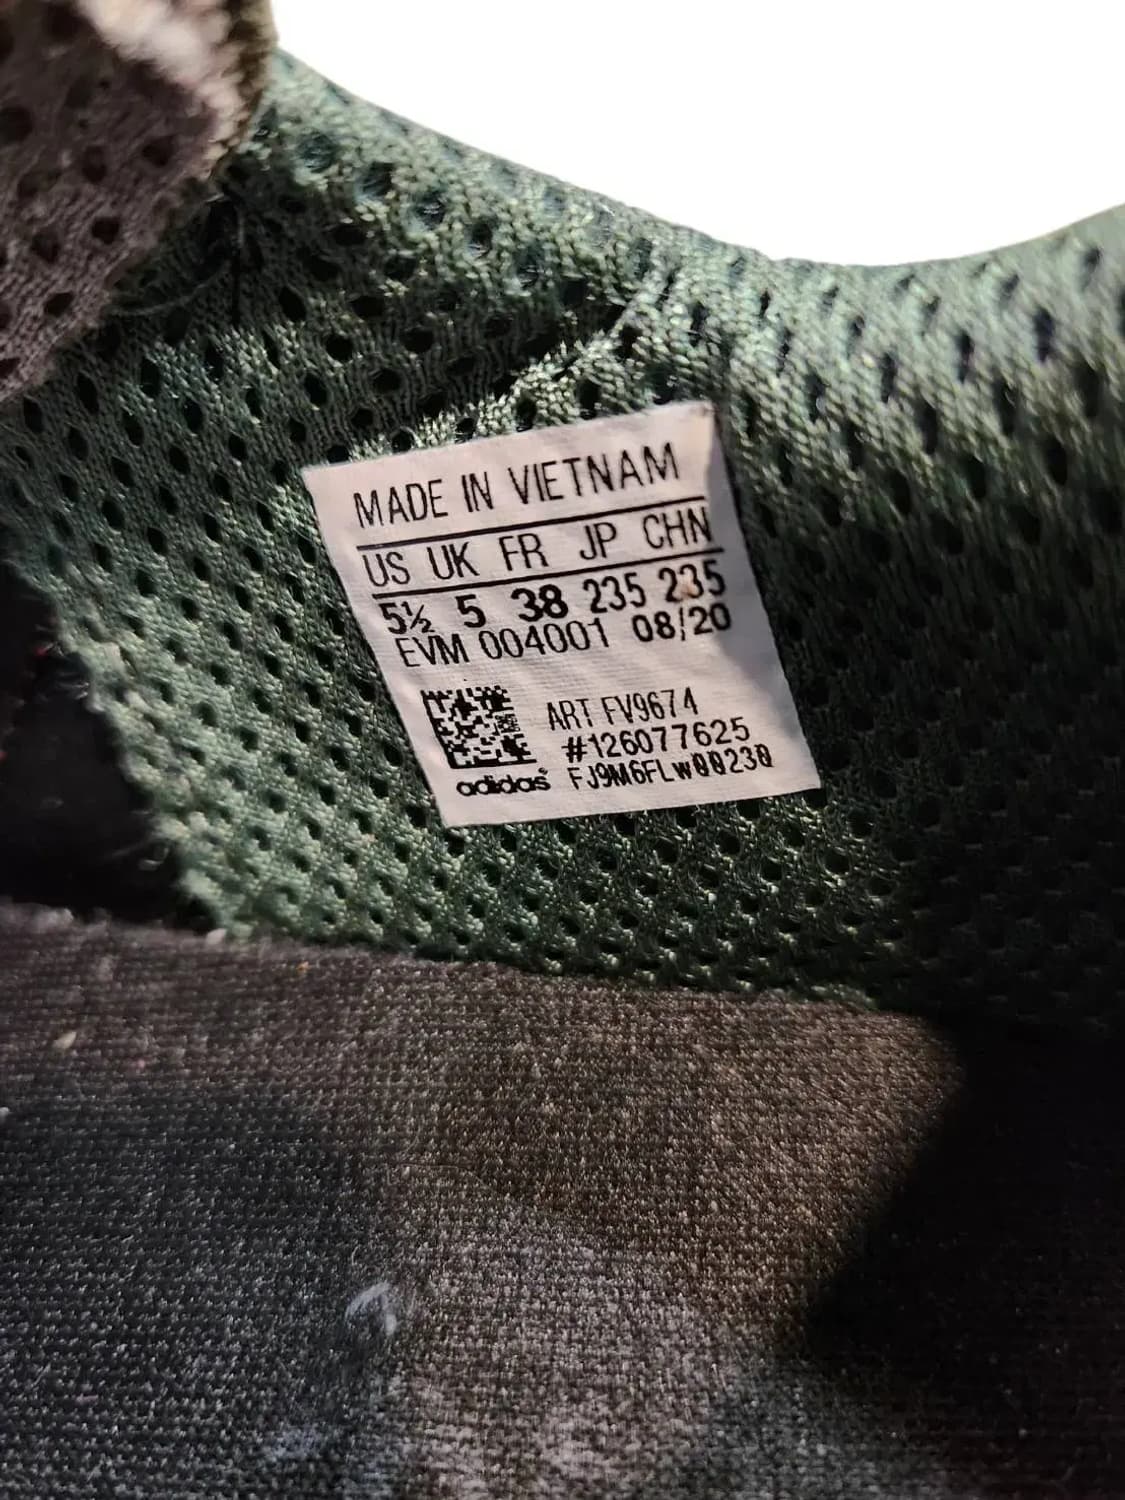 MADE IN VIETNAM
US UK FR JP CHN
5½ 5 38 235 235
EVM 004001 08/20
ART FV9674
#126077625
adidas FJ9M6FLW00230